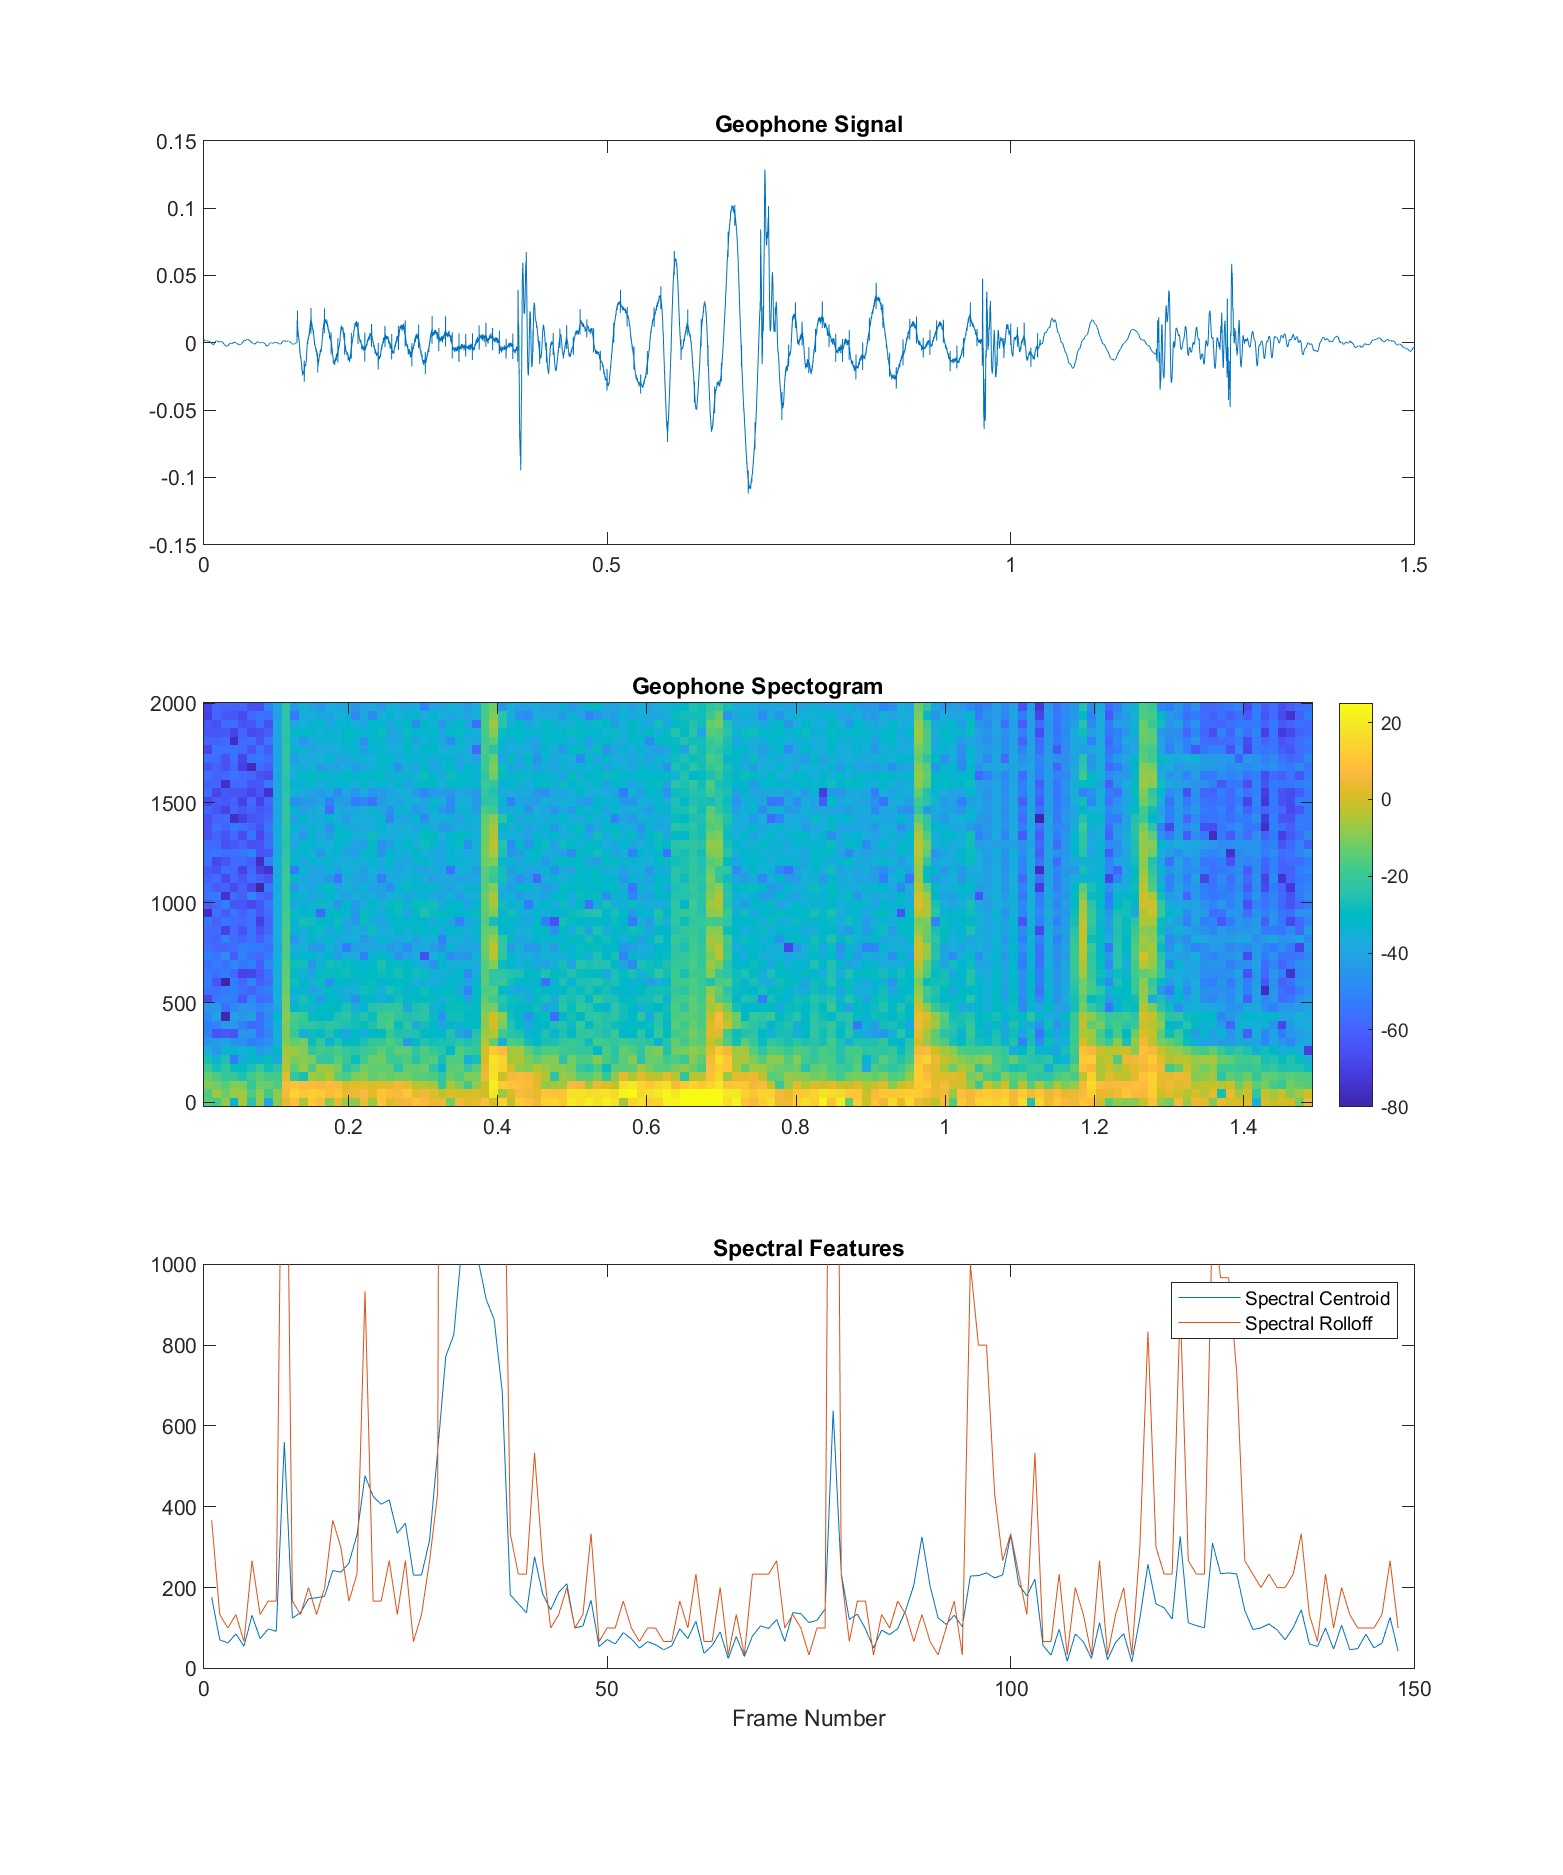 Geophone Signal
0.15
0.1
0.05
0
-0.05
-0.1
-0.15
0 0.5 1 1.5
Geophone Spectogram
2000
1500
1000
500
0
0.2 0.4 0.6 0.8 1 1.2 1.4
20
0
-20
-40
-60
-80
Spectral Features
1000
800
600
400
200
0
Spectral Centroid
Spectral Rolloff
0 50 100 150
Frame Number